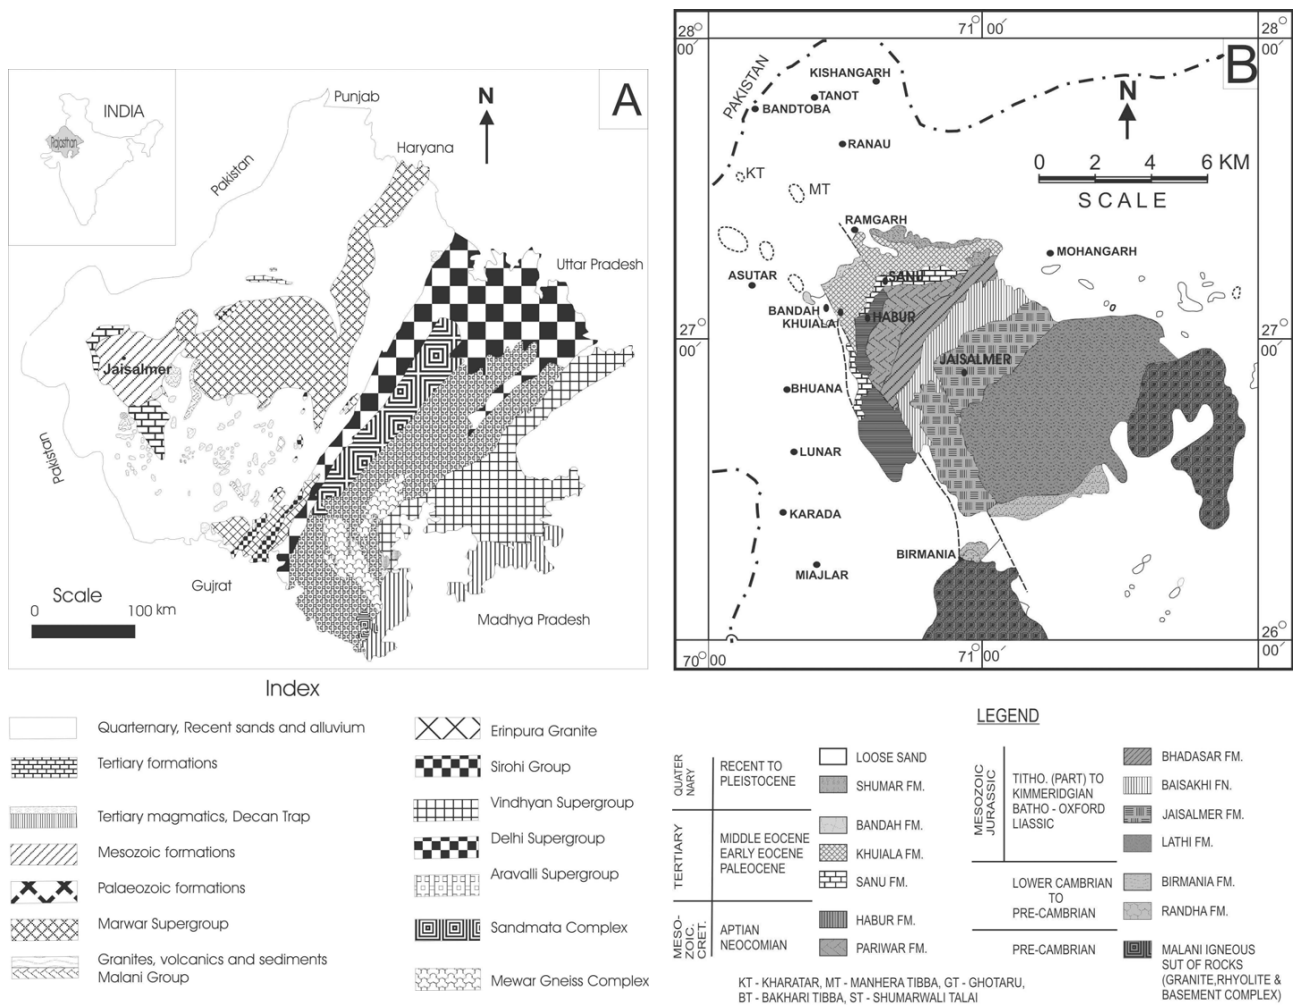 A
INDIA
Rajasthan
Punjab
N
Haryana
Pakistan
Uttar Pradesh
Jaisalmer
Pakistan
Gujrat
Madhya Pradesh
Scale
0 100 km
Index
Quarternary, Recent sands and alluvium
Tertiary formations
Tertiary magmatics, Decan Trap
Mesozoic formations
Palaeozoic formations
Marwar Supergroup
Granites, volcanics and sediments
Malani Group
Erinpura Granite
Sirohi Group
Vindhyan Supergroup
Delhi Supergroup
Aravalli Supergroup
Sandmata Complex
Mewar Gneiss Complex
B
28°
00′
71° 00′
28°
00′
PAKISTAN
KISHANGARH
TANOT
BANDTOBA
RANAU
N
0 2 4 6 KM
SCALE
KT
MT
RAMGARH
MOHANGARH
ASUTAR
SANU
BANDAH
KHUIALA
HABUR
27°
00′
27°
00′
JAISALMER
BHUANA
LUNAR
KARADA
BIRMANIA
MIAJLAR
26°
00′
70° 00′
71° 00′
LEGEND
QUATER
NARY
RECENT TO
PLEISTOCENE
LOOSE SAND
SHUMAR FM.
TERTIARY
MIDDLE EOCENE
EARLY EOCENE
PALEOCENE
BANDAH FM.
KHUIALA FM.
SANU FM.
MESO-
ZOIC.
CRET.
APTIAN
NEOCOMIAN
HABUR FM.
PARIWAR FM.
MESOZOIC
JURASSIC
TITHO. (PART) TO
KIMMERIDGIAN
BATHO - OXFORD
LIASSIC
BHADASAR FM.
BAISAKHI FN.
JAISALMER FM.
LATHI FM.
LOWER CAMBRIAN
TO
PRE-CAMBRIAN
BIRMANIA FM.
RANDHA FM.
PRE-CAMBRIAN
MALANI IGNEOUS
SUT OF ROCKS
(GRANITE,RHYOLITE &
BASEMENT COMPLEX)
KT - KHARATAR, MT - MANHERA TIBBA, GT - GHOTARU,
BT - BAKHARI TIBBA, ST - SHUMARWALI TALAI